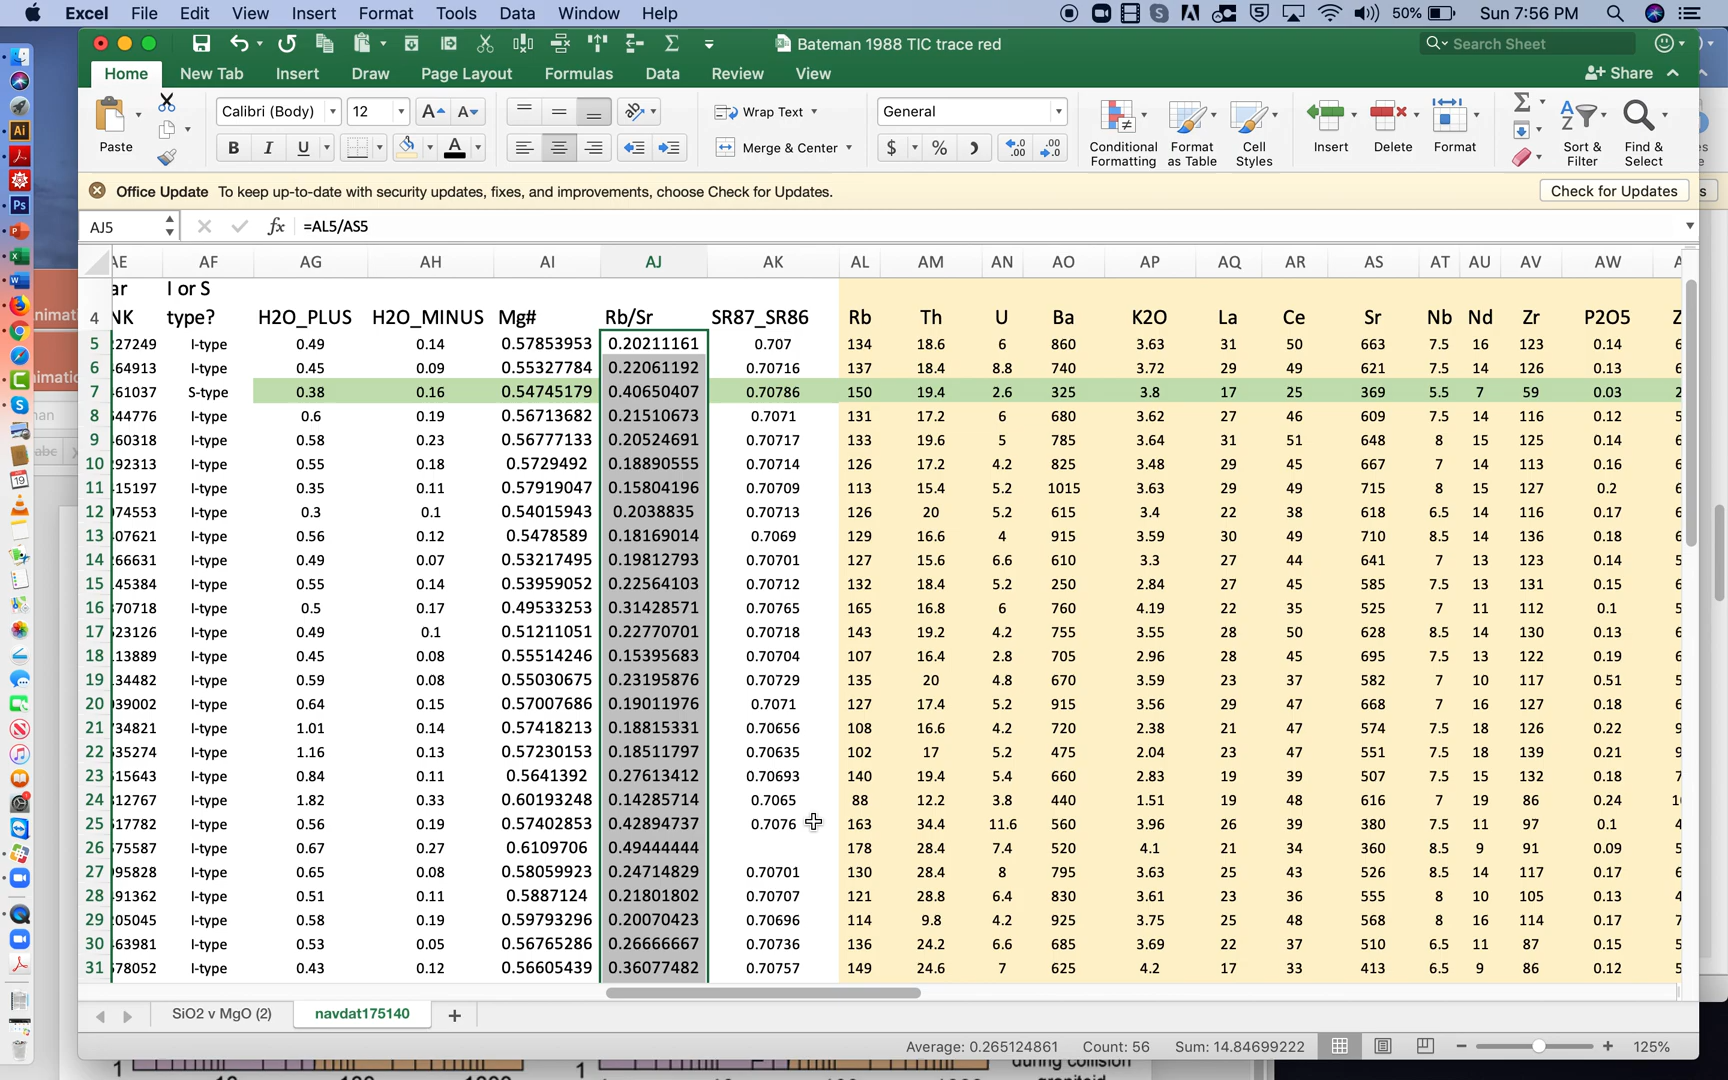 Excel File Edit View Insert Format Tools Data Window Help 50% Sun 7:56 PM
Bateman 1988 TIC trace red Search Sheet
Home New Tab Insert Draw Page Layout Formulas Data Review View Share
Paste Calibri (Body) 12 Wrap Text General Conditional Formatting Format as Table Cell Styles Insert Delete Format Sort & Filter Find & Select
B I U Merge & Center $ %
Office Update To keep up-to-date with security updates, fixes, and improvements, choose Check for Updates. Check for Updates
AJ5 fx =AL5/AS5
AE AF AG AH AI AJ AK AL AM AN AO AP AQ AR AS AT AU AV AW
ar I or S
4 NK type? H2O_PLUS H2O_MINUS Mg# Rb/Sr SR87_SR86 Rb Th U Ba K2O La Ce Sr Nb Nd Zr P2O5 Z
5 27249 I-type 0.49 0.14 0.57853953 0.20211161 0.707 134 18.6 6 860 3.63 31 50 663 7.5 16 123 0.14
6 464913 I-type 0.45 0.09 0.55327784 0.22061192 0.70716 137 18.4 8.8 740 3.72 29 49 621 7.5 14 126 0.13
7 461037 S-type 0.38 0.16 0.54745179 0.40650407 0.70786 150 19.4 2.6 325 3.8 17 25 369 5.5 7 59 0.03
8 44776 I-type 0.6 0.19 0.56713682 0.21510673 0.7071 131 17.2 6 680 3.62 27 46 609 7.5 14 116 0.12
9 460318 I-type 0.58 0.23 0.56777133 0.20524691 0.70717 133 19.6 5 785 3.64 31 51 648 8 15 125 0.14
10 292313 I-type 0.55 0.18 0.5729492 0.18890555 0.70714 126 17.2 4.2 825 3.48 29 45 667 7 14 113 0.16
11 415197 I-type 0.35 0.11 0.57919047 0.15804196 0.70709 113 15.4 5.2 1015 3.63 29 49 715 8 15 127 0.2
12 74553 I-type 0.3 0.1 0.54015943 0.2038835 0.70713 126 20 5.2 615 3.4 22 38 618 6.5 14 116 0.17
13 407621 I-type 0.56 0.12 0.5478589 0.18169014 0.7069 129 16.6 4 915 3.59 30 49 710 8.5 14 136 0.18
14 266631 I-type 0.49 0.07 0.53217495 0.19812793 0.70701 127 15.6 6.6 610 3.3 27 44 641 7 13 123 0.14
15 145384 I-type 0.55 0.14 0.53959052 0.22564103 0.70712 132 18.4 5.2 250 2.84 27 45 585 7.5 13 131 0.15
16 70718 I-type 0.5 0.17 0.49533253 0.31428571 0.70765 165 16.8 6 760 4.19 22 35 525 7 11 112 0.1
17 23126 I-type 0.49 0.1 0.51211051 0.22770701 0.70718 143 19.2 4.2 755 3.55 28 50 628 8.5 14 130 0.13
18 113889 I-type 0.45 0.08 0.55514246 0.15395683 0.70704 107 16.4 2.8 705 2.96 28 45 695 7 13 122 0.19
19 34482 I-type 0.59 0.08 0.55030675 0.23195876 0.70729 135 20 4.8 670 3.59 23 37 582 7 10 117 0.51
20 39002 I-type 0.64 0.15 0.57007686 0.19011976 0.7071 127 17.4 5.2 915 3.56 29 47 668 7 16 127 0.18
21 734821 I-type 1.01 0.14 0.57418213 0.18815331 0.70656 108 16.6 4.2 720 2.38 21 47 574 7.5 18 126 0.22
22 35274 I-type 1.16 0.13 0.57230153 0.18511797 0.70635 102 17 5.2 475 2.04 23 47 551 7.5 18 139 0.21
23 15643 I-type 0.84 0.11 0.5641392 0.27613412 0.70693 140 19.4 5.4 660 2.83 19 39 507 7.5 15 132 0.18
24 12767 I-type 1.82 0.33 0.60193248 0.14285714 0.7065 88 12.2 3.8 440 1.51 19 48 616 7 19 86 0.24
25 17782 I-type 0.56 0.19 0.57402853 0.42894737 0.7076 163 34.4 11.6 560 3.96 26 39 380 7.5 11 97 0.1
26 75587 I-type 0.67 0.27 0.6109706 0.49444444 178 28.4 7.4 520 4.1 21 34 360 8.5 9 91 0.09
27 95828 I-type 0.65 0.08 0.58059923 0.24714829 0.70701 130 28.4 8 795 3.63 25 43 526 8.5 14 117 0.17
28 491362 I-type 0.51 0.11 0.5887124 0.21801802 0.70707 121 28.8 6.4 830 3.61 23 36 555 8 10 105 0.13
29 205045 I-type 0.58 0.19 0.59793296 0.20070423 0.70696 114 9.8 4.2 925 3.75 25 48 568 8 16 114 0.17
30 463981 I-type 0.53 0.05 0.56765286 0.26666667 0.70736 136 24.2 6.6 685 3.69 22 37 510 6.5 11 87 0.15
31 578052 I-type 0.43 0.12 0.56605439 0.36077482 0.70757 149 24.6 7 625 4.2 17 33 413 6.5 9 86 0.12
SiO2 v MgO (2) navdat175140
Average: 0.265124861 Count: 56 Sum: 14.84699222 125%
during collision
granitoid